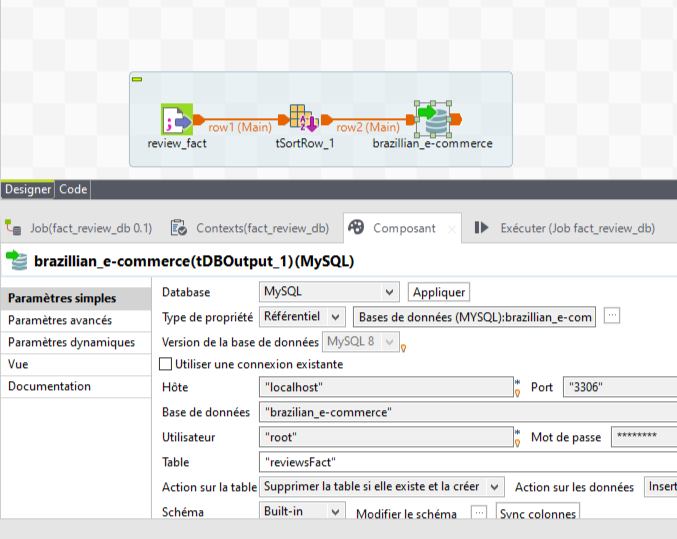 row1 (Main)
row2 (Main)
review_fact
tSortRow_1
brazillian_e-commerce
Designer
Code
Job(fact_review_db 0.1)
Contexts(fact_review_db)
Composant
Exécuter (Job fact_review_db)
brazillian_e-commerce(tDBOutput_1)(MySQL)
Paramètres simples
Paramètres avancés
Paramètres dynamiques
Vue
Documentation
Database MySQL Appliquer
Type de propriété Référentiel Bases de données (MYSQL):brazillian_e-com ...
Version de la base de données MySQL 8
Utiliser une connexion existante
Hôte "localhost" * Port "3306"
Base de données "brazilian_e-commerce"
Utilisateur "root" * Mot de passe ********
Table "reviewsFact"
Action sur la table Supprimer la table si elle existe et la créer Action sur les données Insert
Schéma Built-in Modifier le schéma ... Sync colonnes